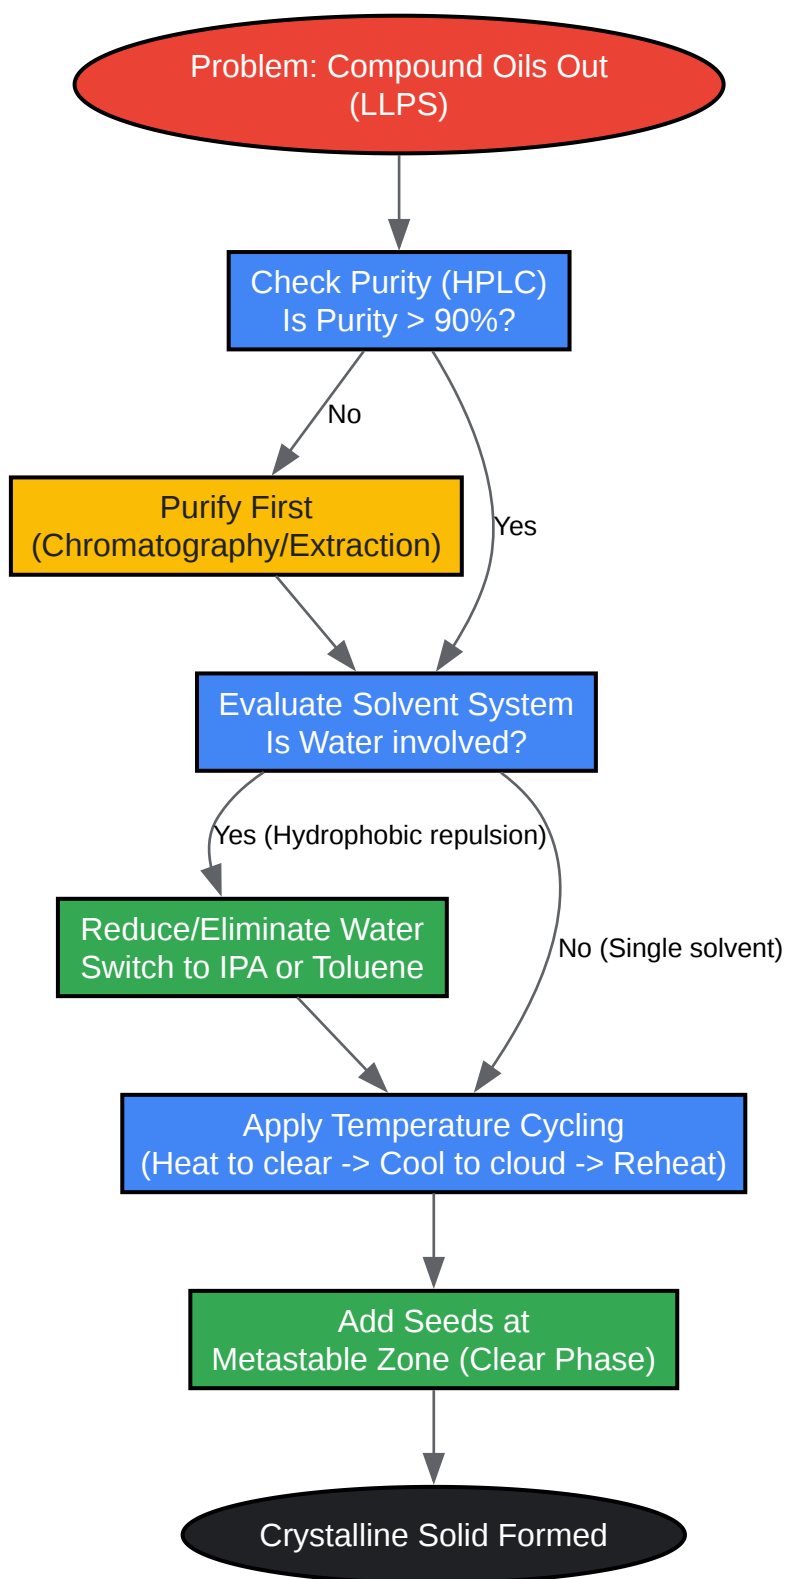 Problem: Compound Oils Out
(LLPS)
Check Purity (HPLC)
Is Purity > 90%?
No
Purify First
(Chromatography/Extraction)
Yes
Evaluate Solvent System
Is Water involved?
Yes (Hydrophobic repulsion)
Reduce/Eliminate Water
Switch to IPA or Toluene
No (Single solvent)
Apply Temperature Cycling
(Heat to clear -> Cool to cloud -> Reheat)
Add Seeds at
Metastable Zone (Clear Phase)
Crystalline Solid Formed